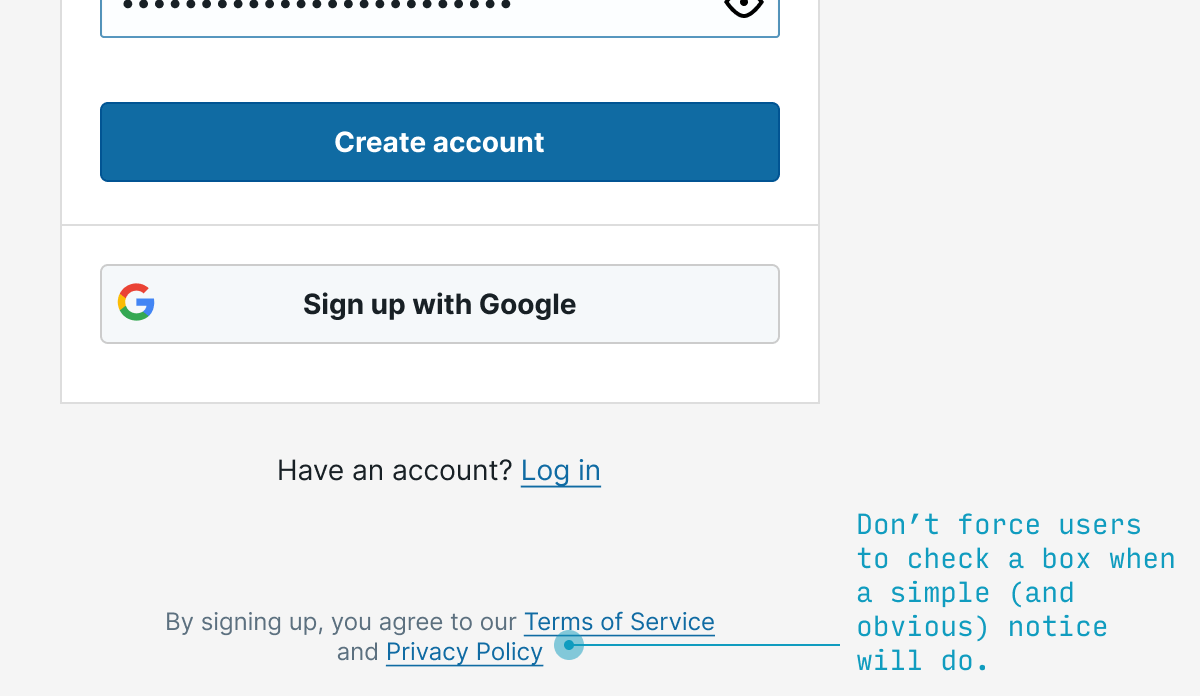 Create account
Sign up with Google
Have an account? Log in
By signing up, you agree to our Terms of Service
and Privacy Policy
Don’t force users
to check a box when
a simple (and
obvious) notice
will do.